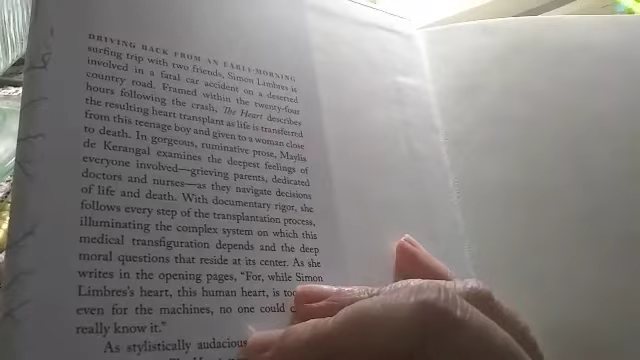 DRIVING BACK FROM AN EARLY-MORNING
surfing trip with two friends, Simon Limbres is
involved in a fatal car accident on a deserted
country road. Framed within the twenty-four
hours following the crash, The Heart describes
the resulting heart transplant as life is transferred
from this teenage boy and given to a woman close
to death. In gorgeous, ruminative prose, Maylis
de Kerangal examines the deepest feelings of
everyone involved—grieving parents, dedicated
doctors and nurses—as they navigate decisions
of life and death. With documentary rigor, she
follows every step of the transplantation process,
illuminating the complex system on which this
medical transfiguration depends and the deep
moral questions that reside at its center. As she
writes in the opening pages, “For, while Simon
Limbres’s heart, this human heart, is too
even for the machines, no one could
really know it.”
As stylistically audacious